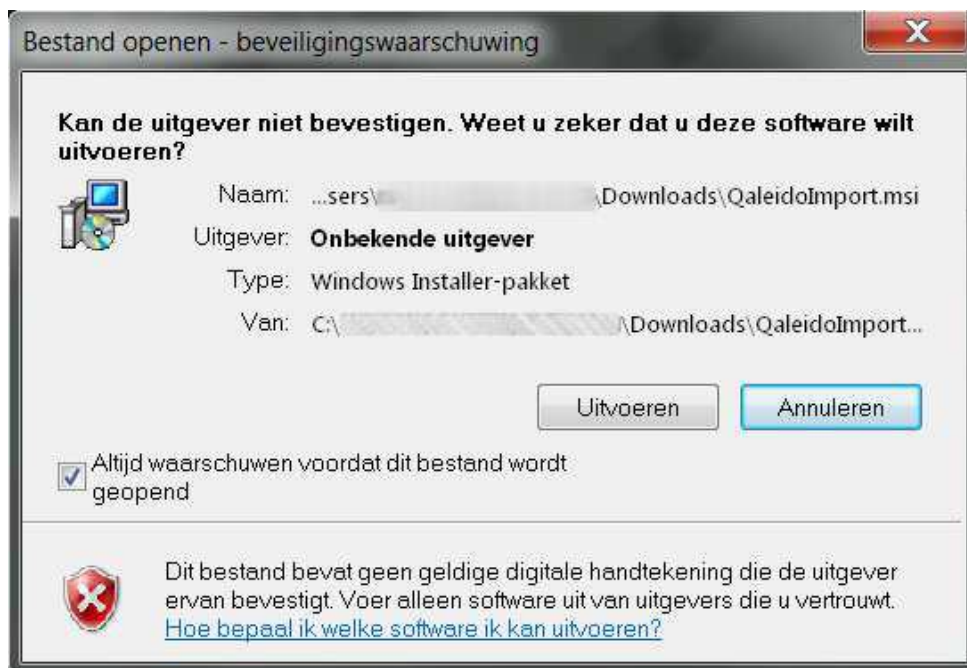 Bestand openen - beveiligingswaarschuwing
Kan de uitgever niet bevestigen. Weet u zeker dat u deze software wilt
uitvoeren?
Naam: ...sers\ \Downloads\QaleidoImport.msi
Uitgever: Onbekende uitgever
Type: Windows Installer-pakket
Van: C:\ \Downloads\QaleidoImport...
Uitvoeren Annuleren
Altijd waarschuwen voordat dit bestand wordt
geopend
Dit bestand bevat geen geldige digitale handtekening die de uitgever
ervan bevestigt. Voer alleen software uit van uitgevers die u vertrouwt.
Hoe bepaal ik welke software ik kan uitvoeren?